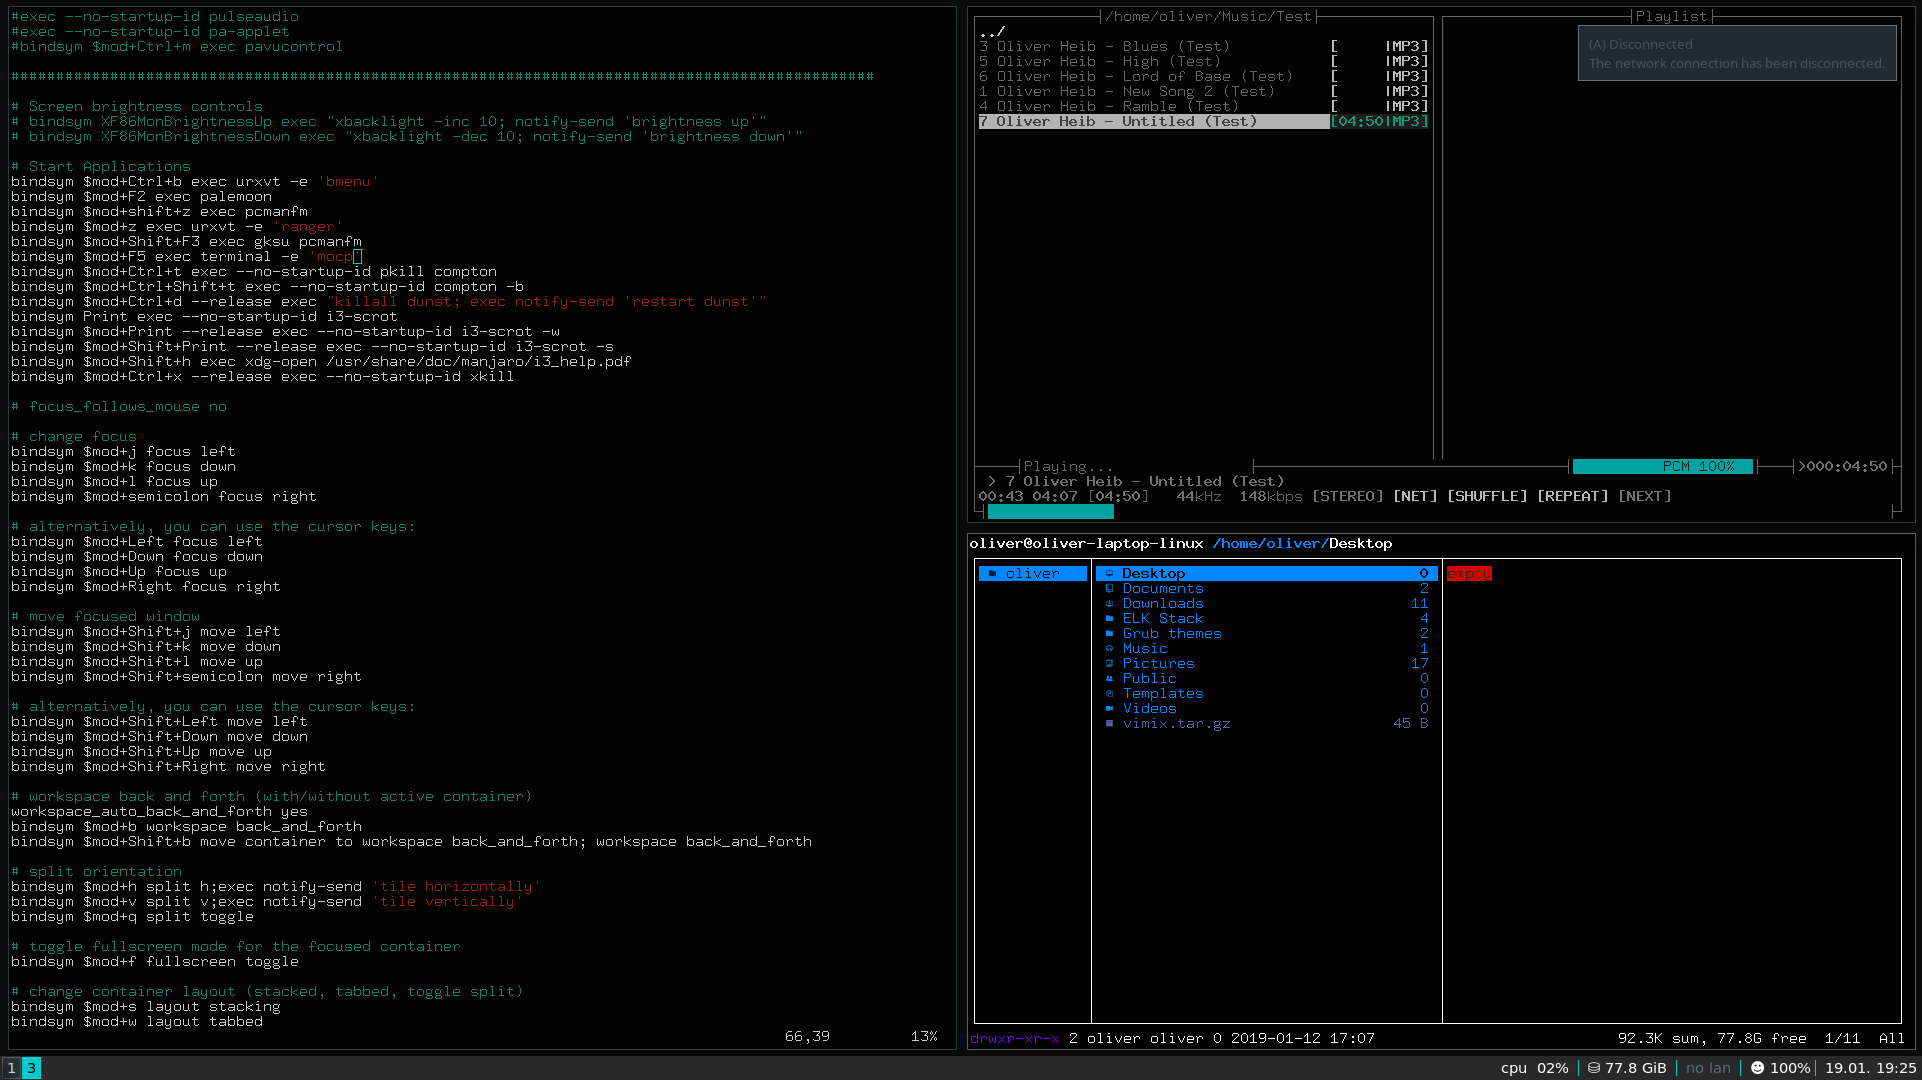 #exec --no-startup-id pulseaudio
#exec --no-startup-id pa-applet
#bindsym $mod+Ctrl+m exec pavucontrol
################################################################################################
# Screen brightness controls
# bindsym XF86MonBrightnessUp exec "xbacklight -inc 10; notify-send 'brightness up'"
# bindsym XF86MonBrightnessDown exec "xbacklight -dec 10; notify-send 'brightness down'"
# Start Applications
bindsym $mod+Ctrl+b exec urxvt -e 'bmenu'
bindsym $mod+F2 exec palemoon
bindsym $mod+shift+z exec pcmanfm
bindsym $mod+z exec urxvt -e 'ranger'
bindsym $mod+Shift+F3 exec gksu pcmanfm
bindsym $mod+F5 exec terminal -e 'mocp'
bindsym $mod+Ctrl+t exec --no-startup-id pkill compton
bindsym $mod+Ctrl+Shift+t exec --no-startup-id compton -b
bindsym $mod+Ctrl+d --release exec "killall dunst; exec notify-send 'restart dunst'"
bindsym Print exec --no-startup-id i3-scrot
bindsym $mod+Print --release exec --no-startup-id i3-scrot -w
bindsym $mod+Shift+Print --release exec --no-startup-id i3-scrot -s
bindsym $mod+Shift+h exec xdg-open /usr/share/doc/manjaro/i3_help.pdf
bindsym $mod+Ctrl+x --release exec --no-startup-id xkill
# focus_follows_mouse no
# change focus
bindsym $mod+j focus left
bindsym $mod+k focus down
bindsym $mod+l focus up
bindsym $mod+semicolon focus right
# alternatively, you can use the cursor keys:
bindsym $mod+Left focus left
bindsym $mod+Down focus down
bindsym $mod+Up focus up
bindsym $mod+Right focus right
# move focused window
bindsym $mod+Shift+j move left
bindsym $mod+Shift+k move down
bindsym $mod+Shift+l move up
bindsym $mod+Shift+semicolon move right
# alternatively, you can use the cursor keys:
bindsym $mod+Shift+Left move left
bindsym $mod+Shift+Down move down
bindsym $mod+Shift+Up move up
bindsym $mod+Shift+Right move right
# workspace back and forth (with/without active container)
workspace_auto_back_and_forth yes
bindsym $mod+b workspace back_and_forth
bindsym $mod+Shift+b move container to workspace back_and_forth; workspace back_and_forth
# split orientation
bindsym $mod+h split h;exec notify-send 'tile horizontally'
bindsym $mod+v split v;exec notify-send 'tile vertically'
bindsym $mod+q split toggle
# toggle fullscreen mode for the focused container
bindsym $mod+f fullscreen toggle
# change container layout (stacked, tabbed, toggle split)
bindsym $mod+s layout stacking
bindsym $mod+w layout tabbed
66,39 13%
/home/oliver/Music/Test
../
3 Oliver Heib - Blues (Test) [ |MP3]
5 Oliver Heib - High (Test) [ |MP3]
6 Oliver Heib - Lord of Base (Test) [ |MP3]
1 Oliver Heib - New Song 2 (Test) [ |MP3]
4 Oliver Heib - Ramble (Test) [ |MP3]
7 Oliver Heib - Untitled (Test) [04:50|MP3]
Playlist
(A) Disconnected
The network connection has been disconnected.
Playing... PCM 100% >000:04:50
> 7 Oliver Heib - Untitled (Test)
00:43 04:07 [04:50] 44kHz 148kbps [STEREO] [NET] [SHUFFLE] [REPEAT] [NEXT]
oliver@oliver-laptop-linux /home/oliver/Desktop
oliver
Desktop 0
Documents 2
Downloads 11
ELK Stack 4
Grub themes 2
Music 1
Pictures 17
Public 0
Templates 0
Videos 0
vimix.tar.gz 45 B
empty
drwxr-xr-x 2 oliver oliver 0 2019-01-12 17:07 92.3K sum, 77.8G free 1/11 All
1 3 cpu 02% | 77.8 GiB | no lan | 100% | 19.01. 19:25